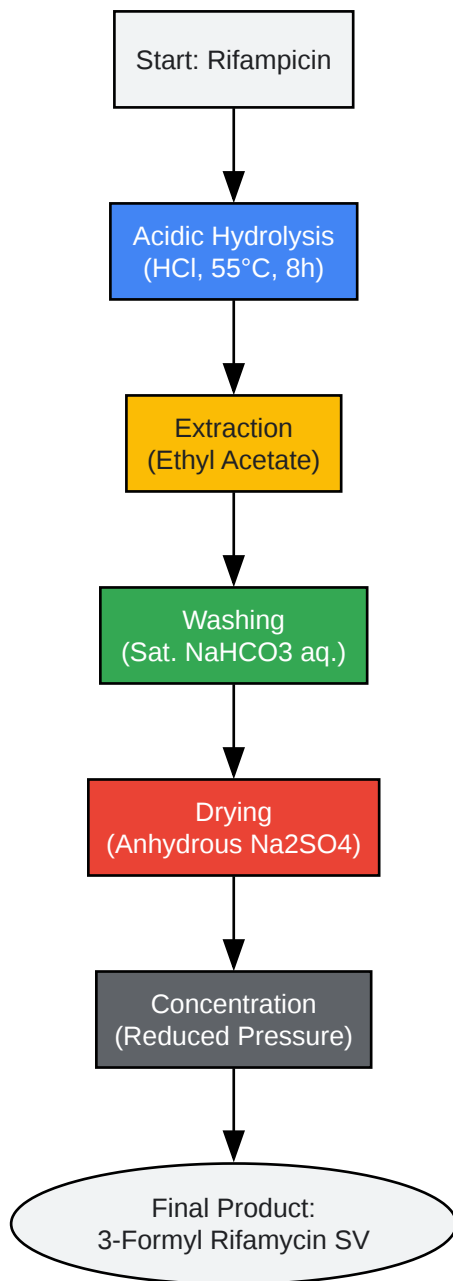 Start: Rifampicin
Acidic Hydrolysis
(HCl, 55°C, 8h)
Extraction
(Ethyl Acetate)
Washing
(Sat. NaHCO3 aq.)
Drying
(Anhydrous Na2SO4)
Concentration
(Reduced Pressure)
Final Product:
3-Formyl Rifamycin SV